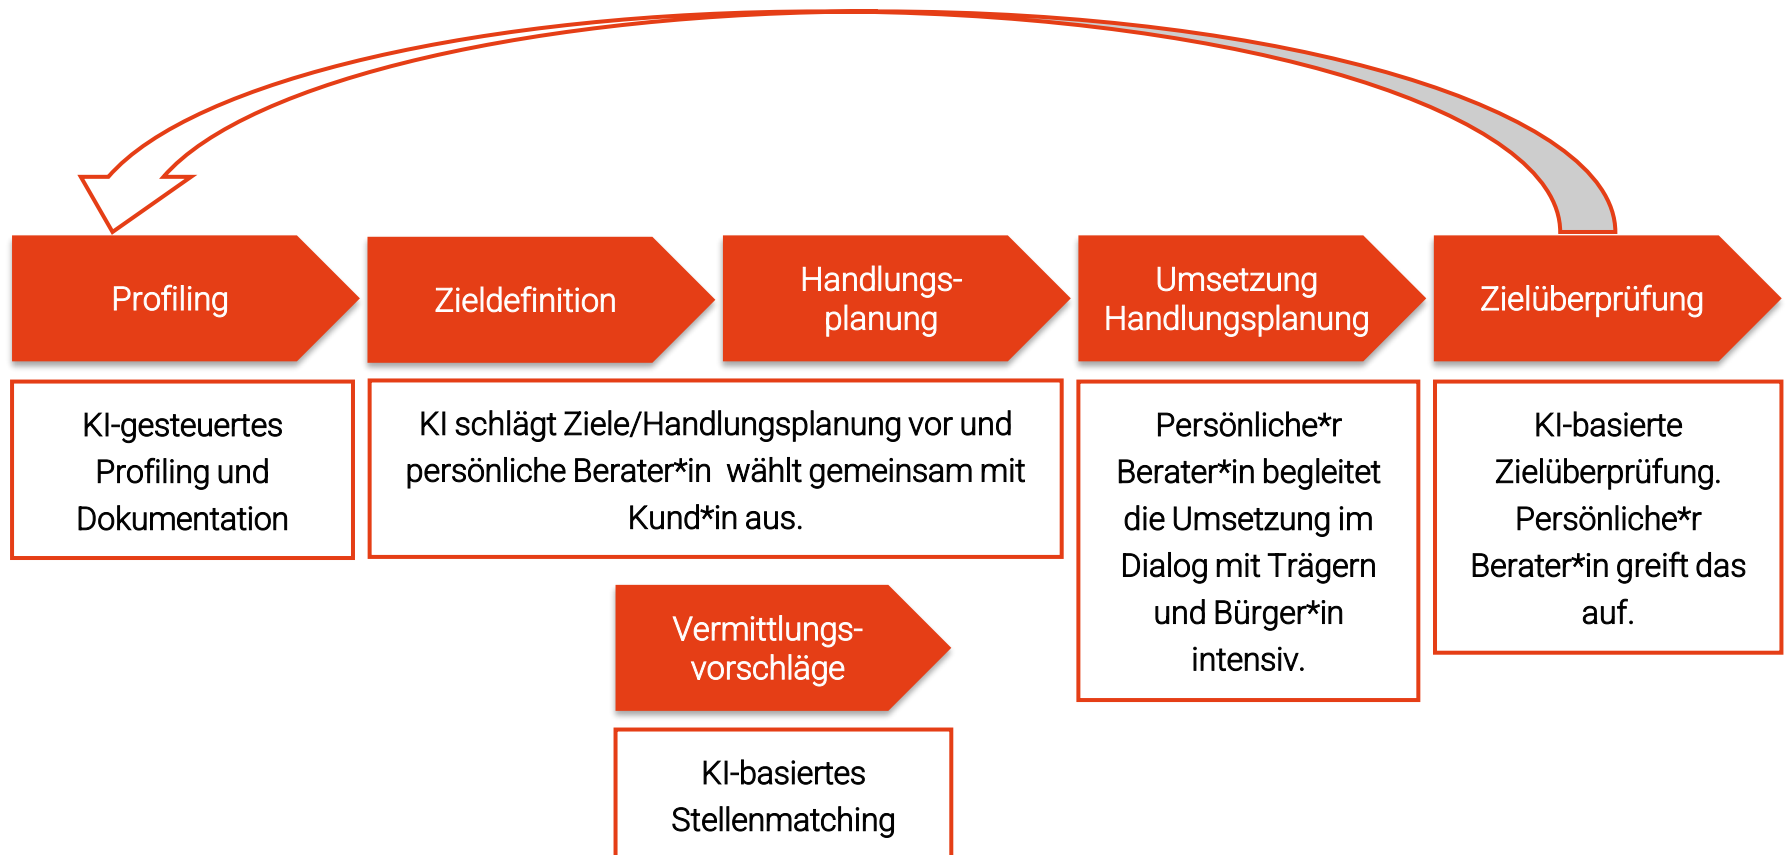 Profiling
Zieldefinition
Handlungs-
planung
Umsetzung
Handlungsplanung
Zielüberprüfung
KI-gesteuertes
Profiling und
Dokumentation
KI schlägt Ziele/Handlungsplanung vor und
persönliche Berater*in  wählt gemeinsam mit
Kund*in aus.
Persönliche*r
Berater*in begleitet
die Umsetzung im
Dialog mit Trägern
und Bürger*in
intensiv.
KI-basierte
Zielüberprüfung.
Persönliche*r
Berater*in greift das
auf.
Vermittlungs-
vorschläge
KI-basiertes
Stellenmatching